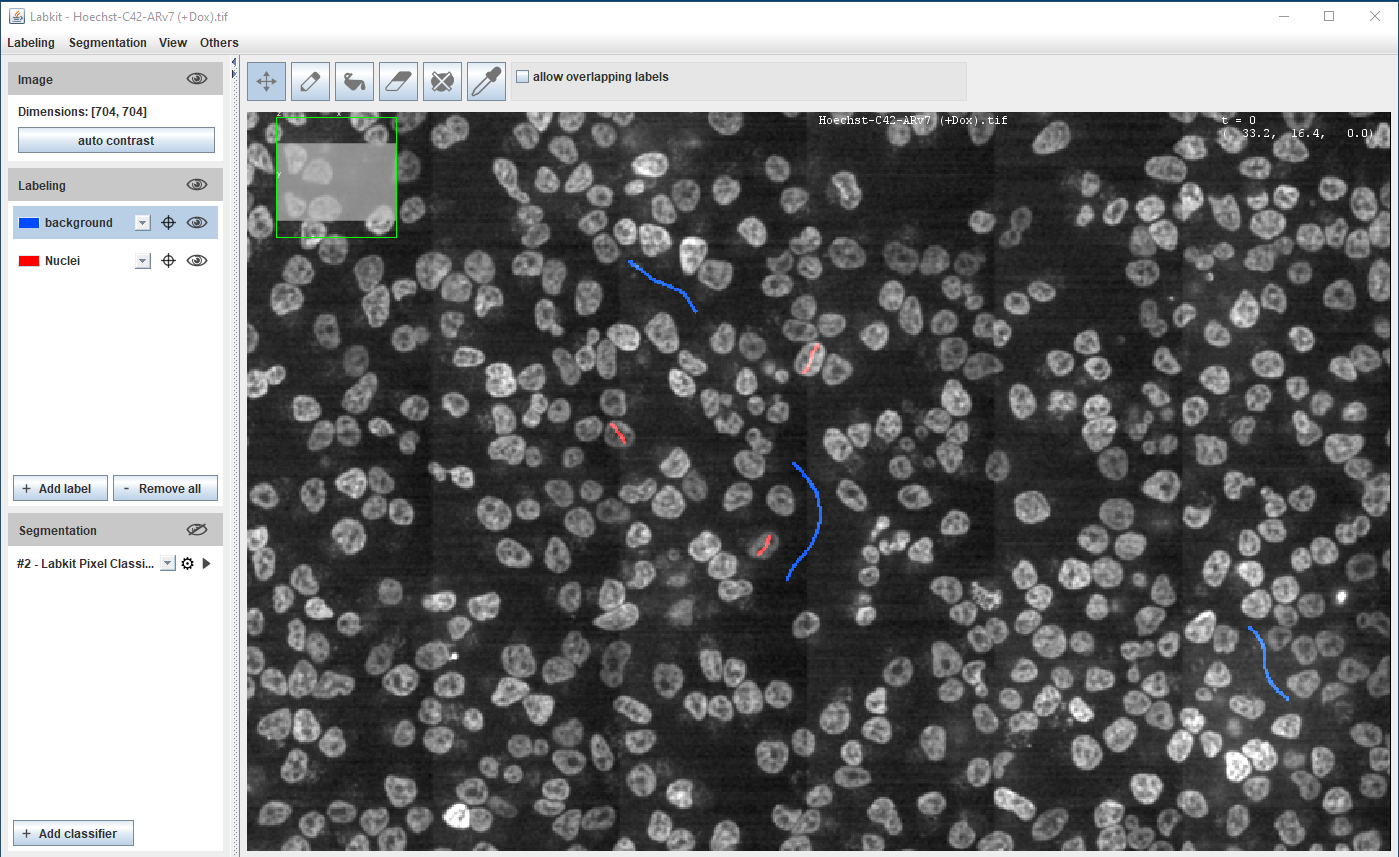 Labkit - Hoechst-C42-ARv7 (+Dox).tif
Labeling Segmentation View Others
Image
Dimensions: [704, 704]
auto contrast
Labeling
background
Nuclei
+ Add label - Remove all
Segmentation
#2 - Labkit Pixel Classi...
+ Add classifier
allow overlapping labels
Hoechst-C42-ARv7 (+Dox).tif
t = 0
( 33.2, 16.4, 0.0)
z x
y